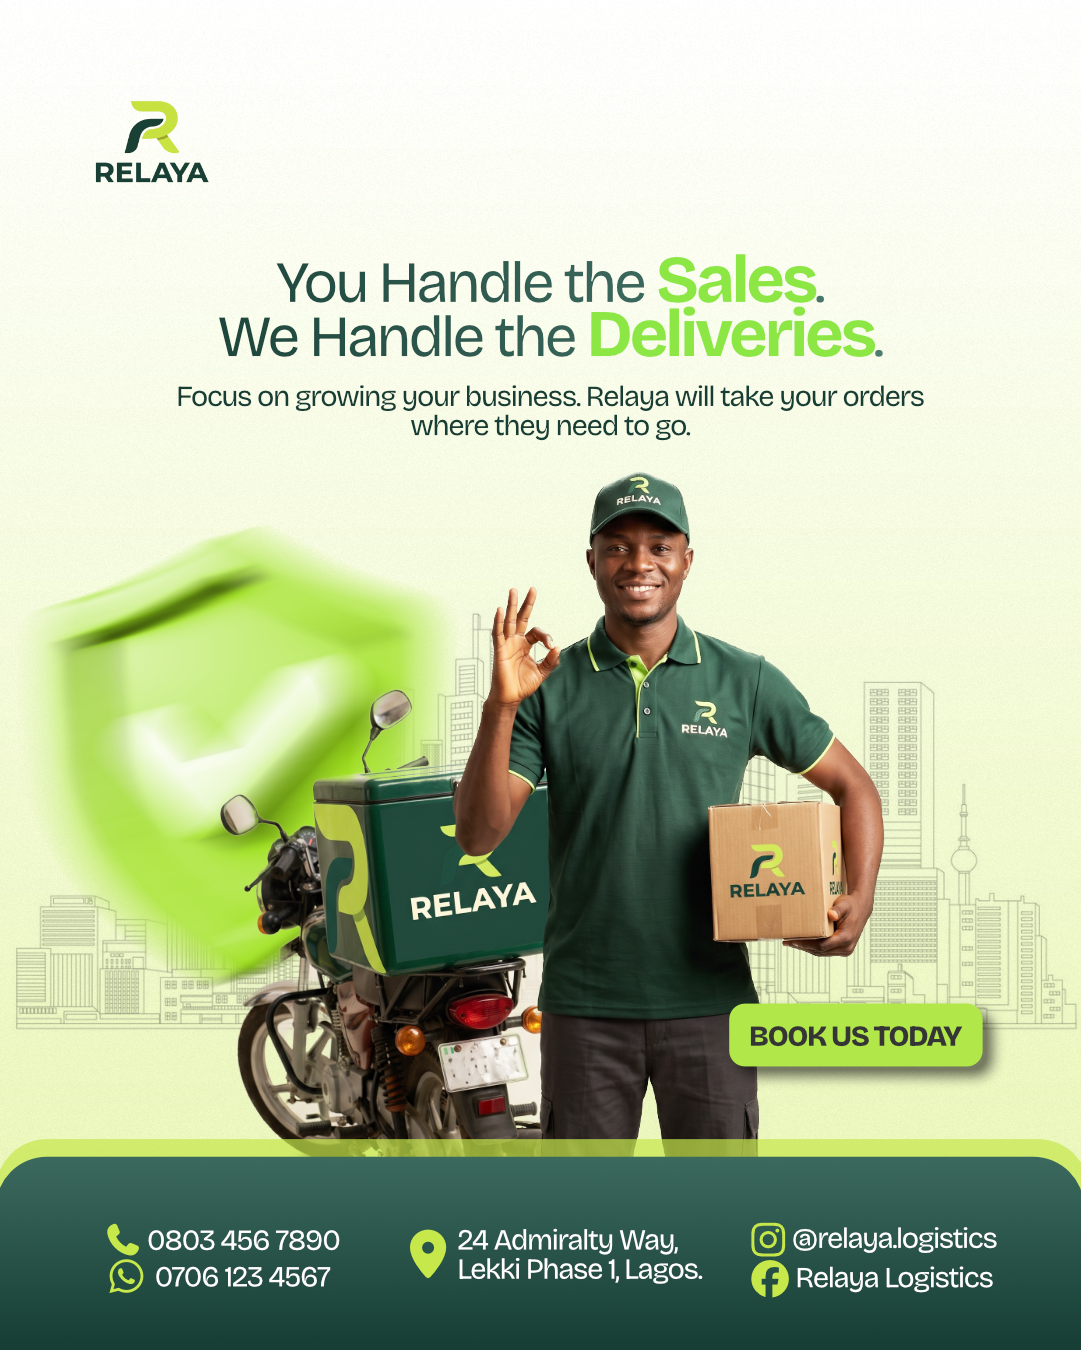 RELAYA
You Handle the Sales.
We Handle the Deliveries.
Focus on growing your business. Relaya will take your orders
where they need to go.
RELAYA
RELAYA
RELAYA
RELAYA
BOOK US TODAY
0803 456 7890
0706 123 4567
24 Admiralty Way,
Lekki Phase 1, Lagos.
@relaya.logistics
Relaya Logistics